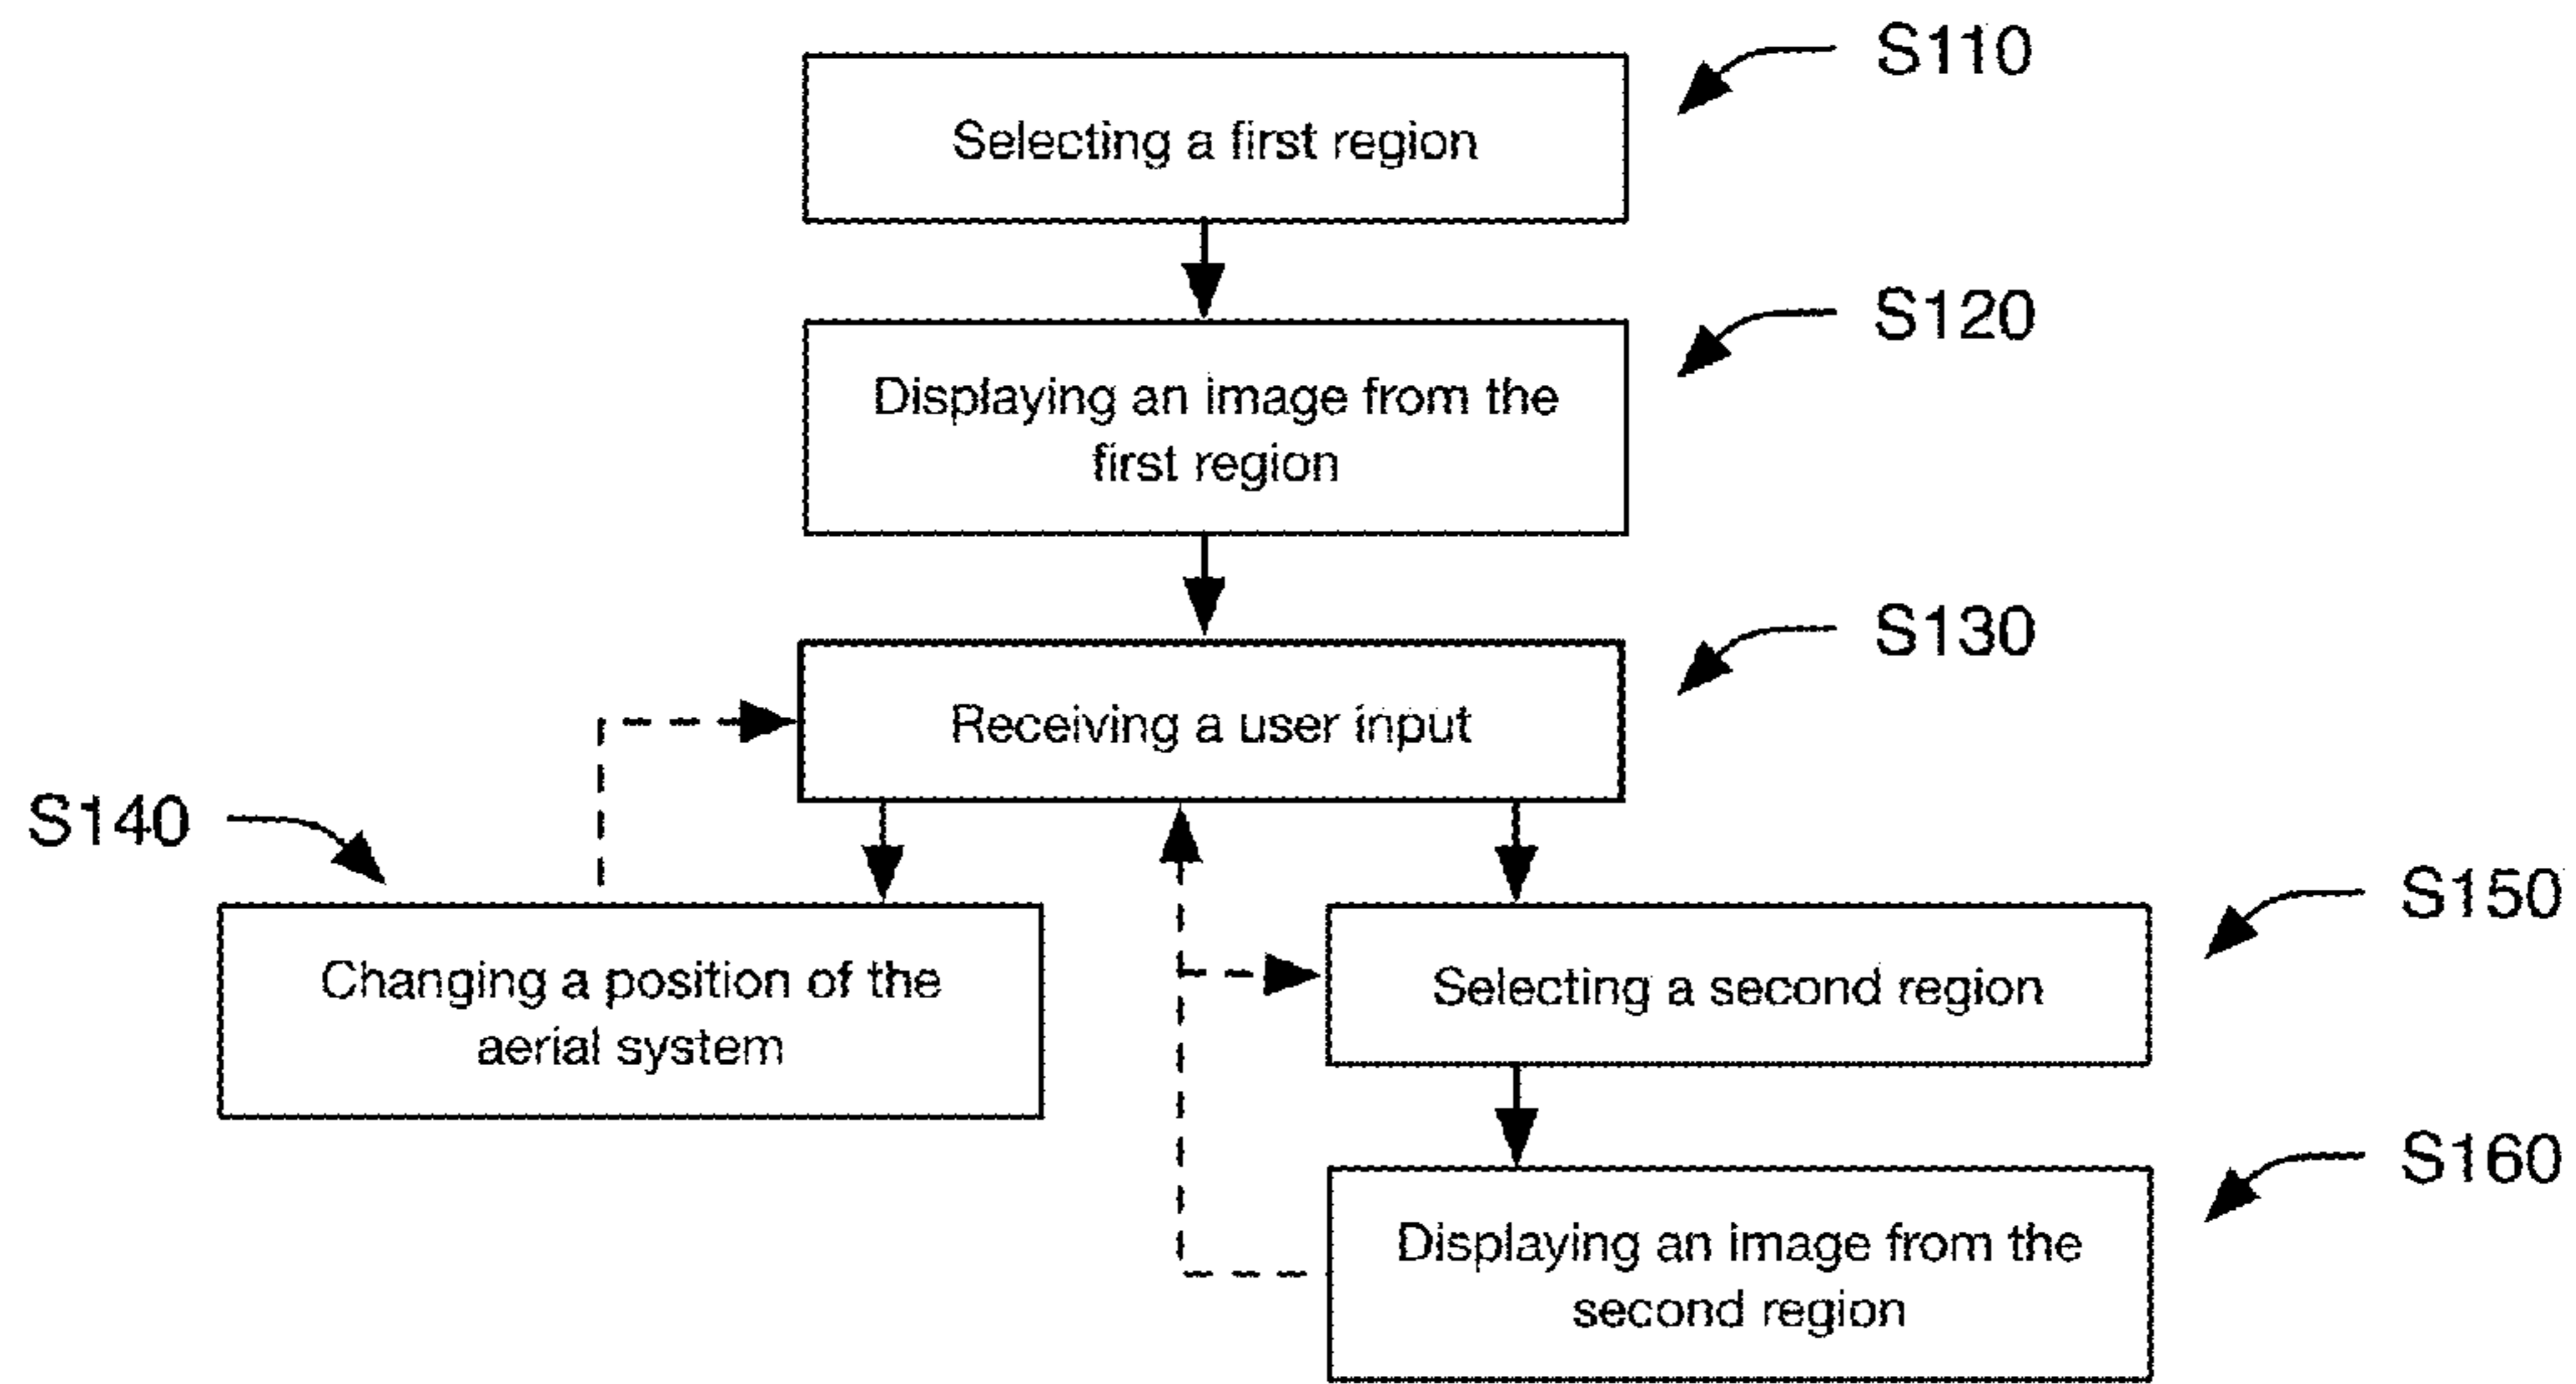 S110
Selecting a first region
S120
Displaying an image from the
first region
S130
Receiving a user input
S140
Changing a position of the
aerial system
S150
Selecting a second region
S160
Displaying an image from the
second region